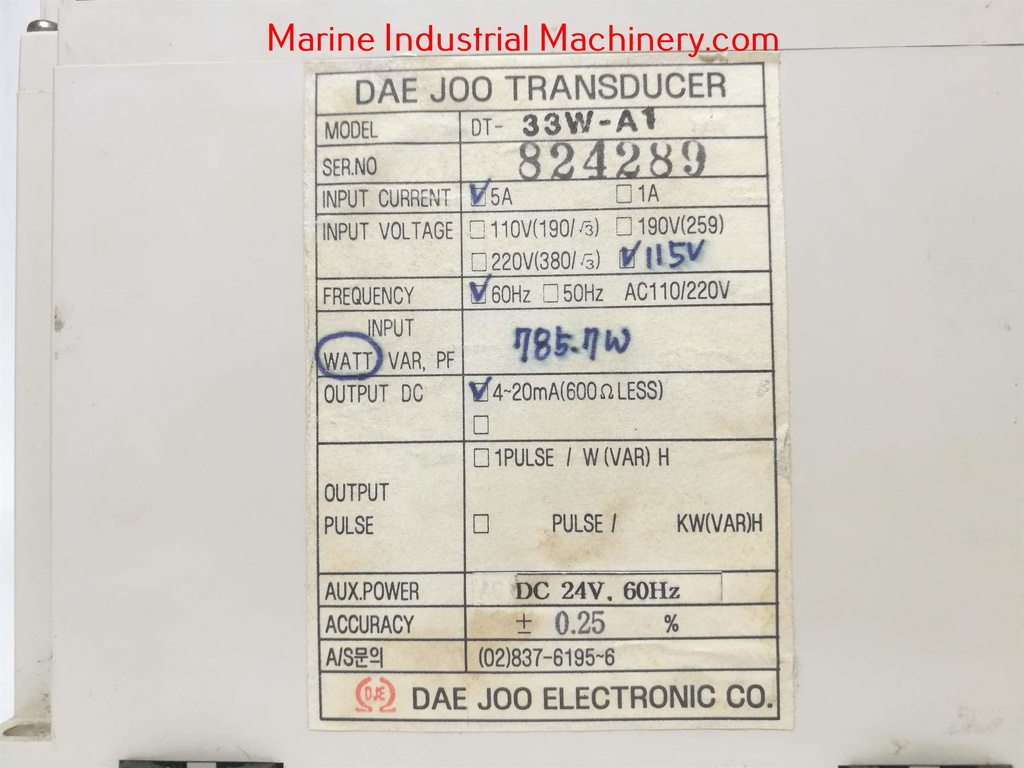 Marine Industrial Machinery.com
DAE JOO TRANSDUCER
MODEL DT- 33W-A1
SER.NO 824289
INPUT CURRENT ☑5A ☐1A
INPUT VOLTAGE ☐110V(190/√3) ☐190V(259)
☐220V(380/√3) ☑115V
FREQUENCY ☑60Hz ☐50Hz AC110/220V
INPUT
WATT, VAR, PF 785.7W
OUTPUT DC ☑4~20mA(600Ω LESS)
☐
☐1PULSE / W(VAR) H
OUTPUT
PULSE ☐ PULSE / KW(VAR)H
AUX.POWER DC 24V, 60Hz
ACCURACY ± 0.25 %
A/S문의 (02)837-6195~6
DJE DAE JOO ELECTRONIC CO.